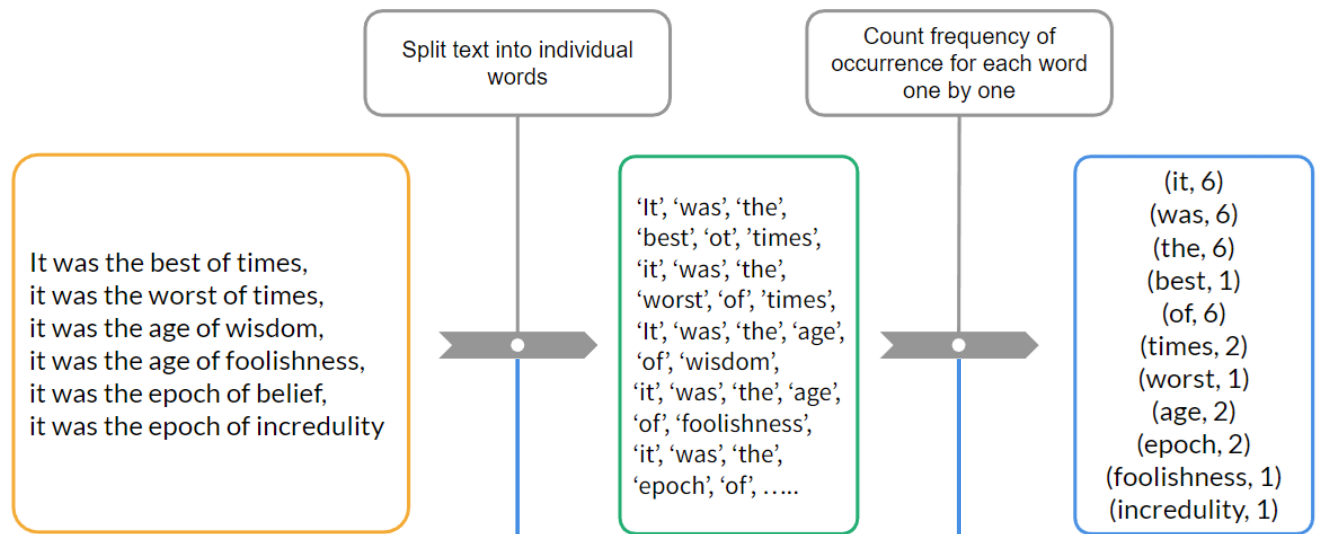 Split text into individual
words
Count frequency of
occurrence for each word
one by one
It was the best of times,
it was the worst of times,
it was the age of wisdom,
it was the age of foolishness,
it was the epoch of belief,
it was the epoch of incredulity
‘It’, ‘was’, ‘the’,
‘best’, ‘ot’, ’times’,
‘it’, ‘was’, ‘the’,
‘worst’, ‘of’, ’times’,
‘It’, ‘was’, ‘the’, ‘age’,
‘of’, ‘wisdom’,
‘it’, ‘was’, ‘the’, ‘age’,
‘of’, ‘foolishness’,
‘it’, ‘was’, ‘the’,
‘epoch’, ‘of’, …..
(it, 6)
(was, 6)
(the, 6)
(best, 1)
(of, 6)
(times, 2)
(worst, 1)
(age, 2)
(epoch, 2)
(foolishness, 1)
(incredulity, 1)